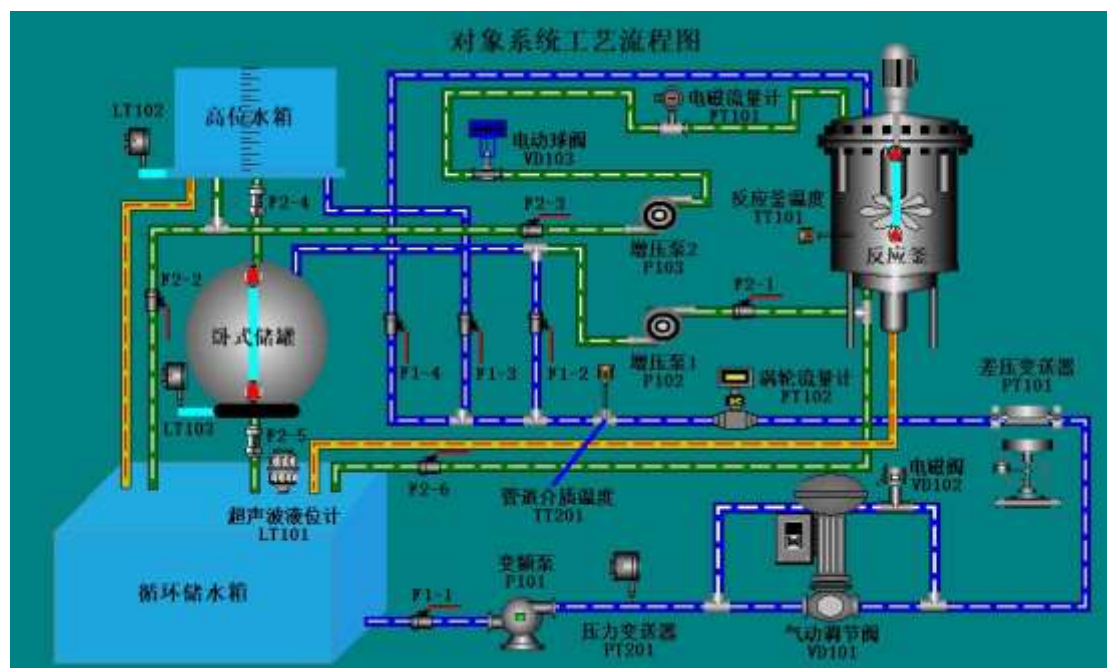 对象系统工艺流程图
LT102
高位水箱
电磁流量计
FT101
电动球阀
VD103
F2-4
F2-3
反应釜温度
TT101
增压泵2
P103
反应釜
F2-2
F2-1
卧式储罐
F1-4
F1-3
F1-2
增压泵1
P102
涡轮流量计
FT102
差压变送器
PT101
LT103
F2-5
F2-6
管道介质温度
TT201
电磁阀
VD102
超声波液位计
LT101
变频泵
P101
循环储水箱
F1-1
压力变送器
PT201
气动调节阀
VD101